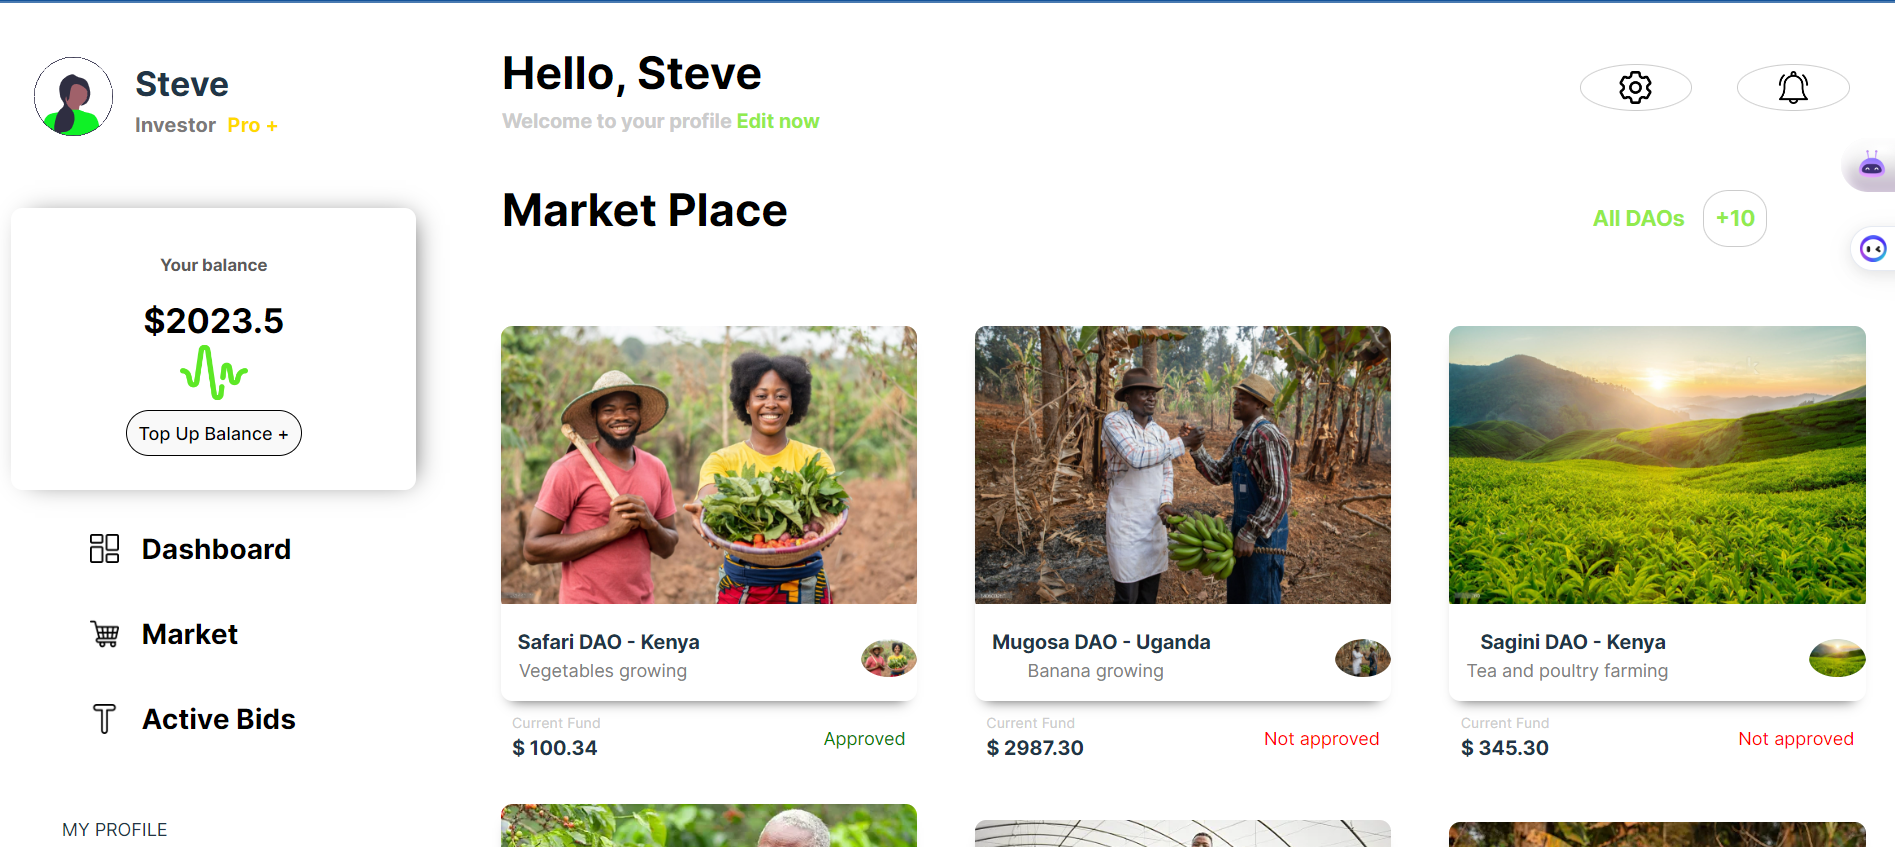 Steve
Investor Pro +
Your balance
$2023.5
Top Up Balance +
Dashboard
Market
Active Bids
MY PROFILE
Hello, Steve
Welcome to your profile Edit now
Market Place
All DAOs +10
Safari DAO - Kenya
Vegetables growing
Current Fund
$ 100.34
Approved
Mugosa DAO - Uganda
Banana growing
Current Fund
$ 2987.30
Not approved
Sagini DAO - Kenya
Tea and poultry farming
Current Fund
$ 345.30
Not approved